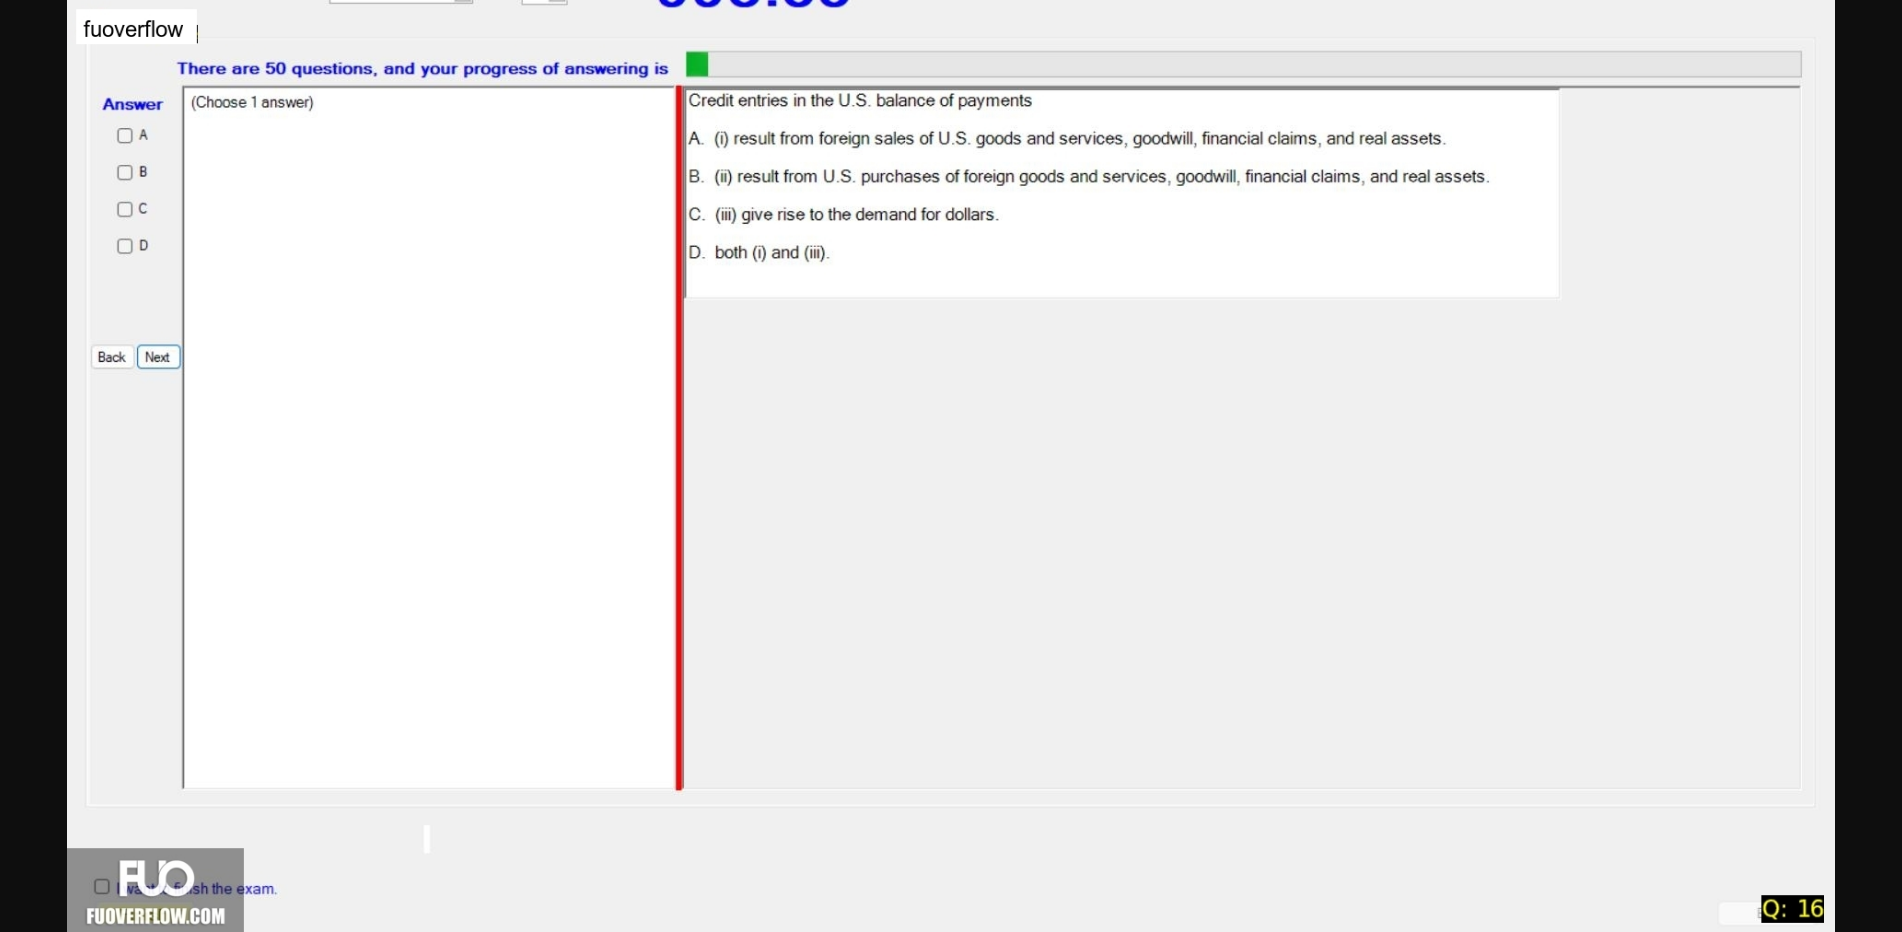 fuoverflow
There are 50 questions, and your progress of answering is
Answer
(Choose 1 answer)
A
B
C
D
Back
Next
Credit entries in the U.S. balance of payments
A. (i) result from foreign sales of U.S. goods and services, goodwill, financial claims, and real assets.
B. (ii) result from U.S. purchases of foreign goods and services, goodwill, financial claims, and real assets.
C. (iii) give rise to the demand for dollars.
D. both (i) and (iii).
FUO
the exam.
FUOVERFLOW.COM
Q: 16